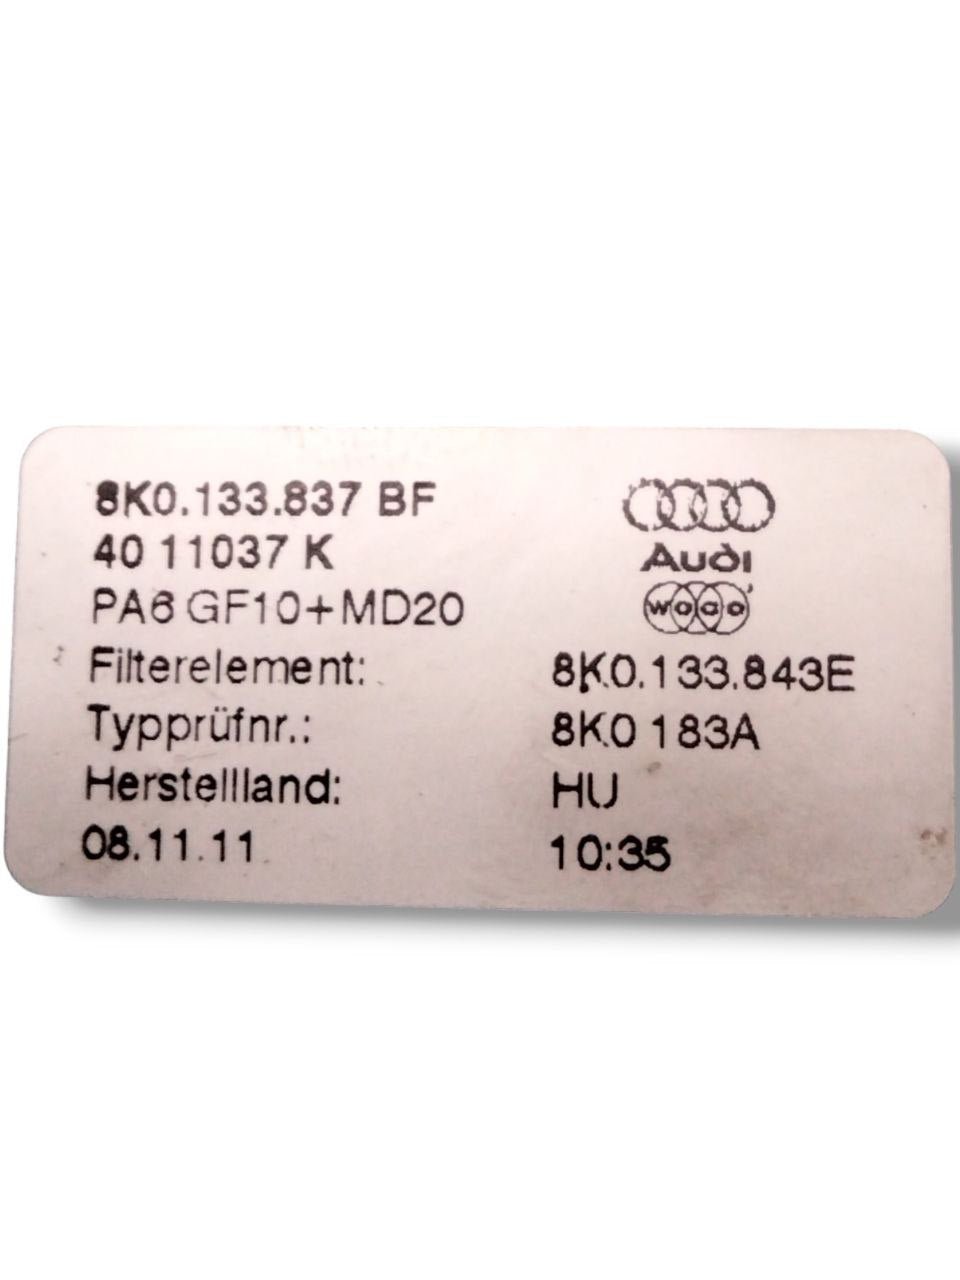 8K0.133.837 BF
40 11037 K
Audi
PA6 GF10+MD20
woco
Filterelement: 8K0.133.843E
Typprüfnr.: 8K0 183A
Herstellland: HU
08.11.11 10:35